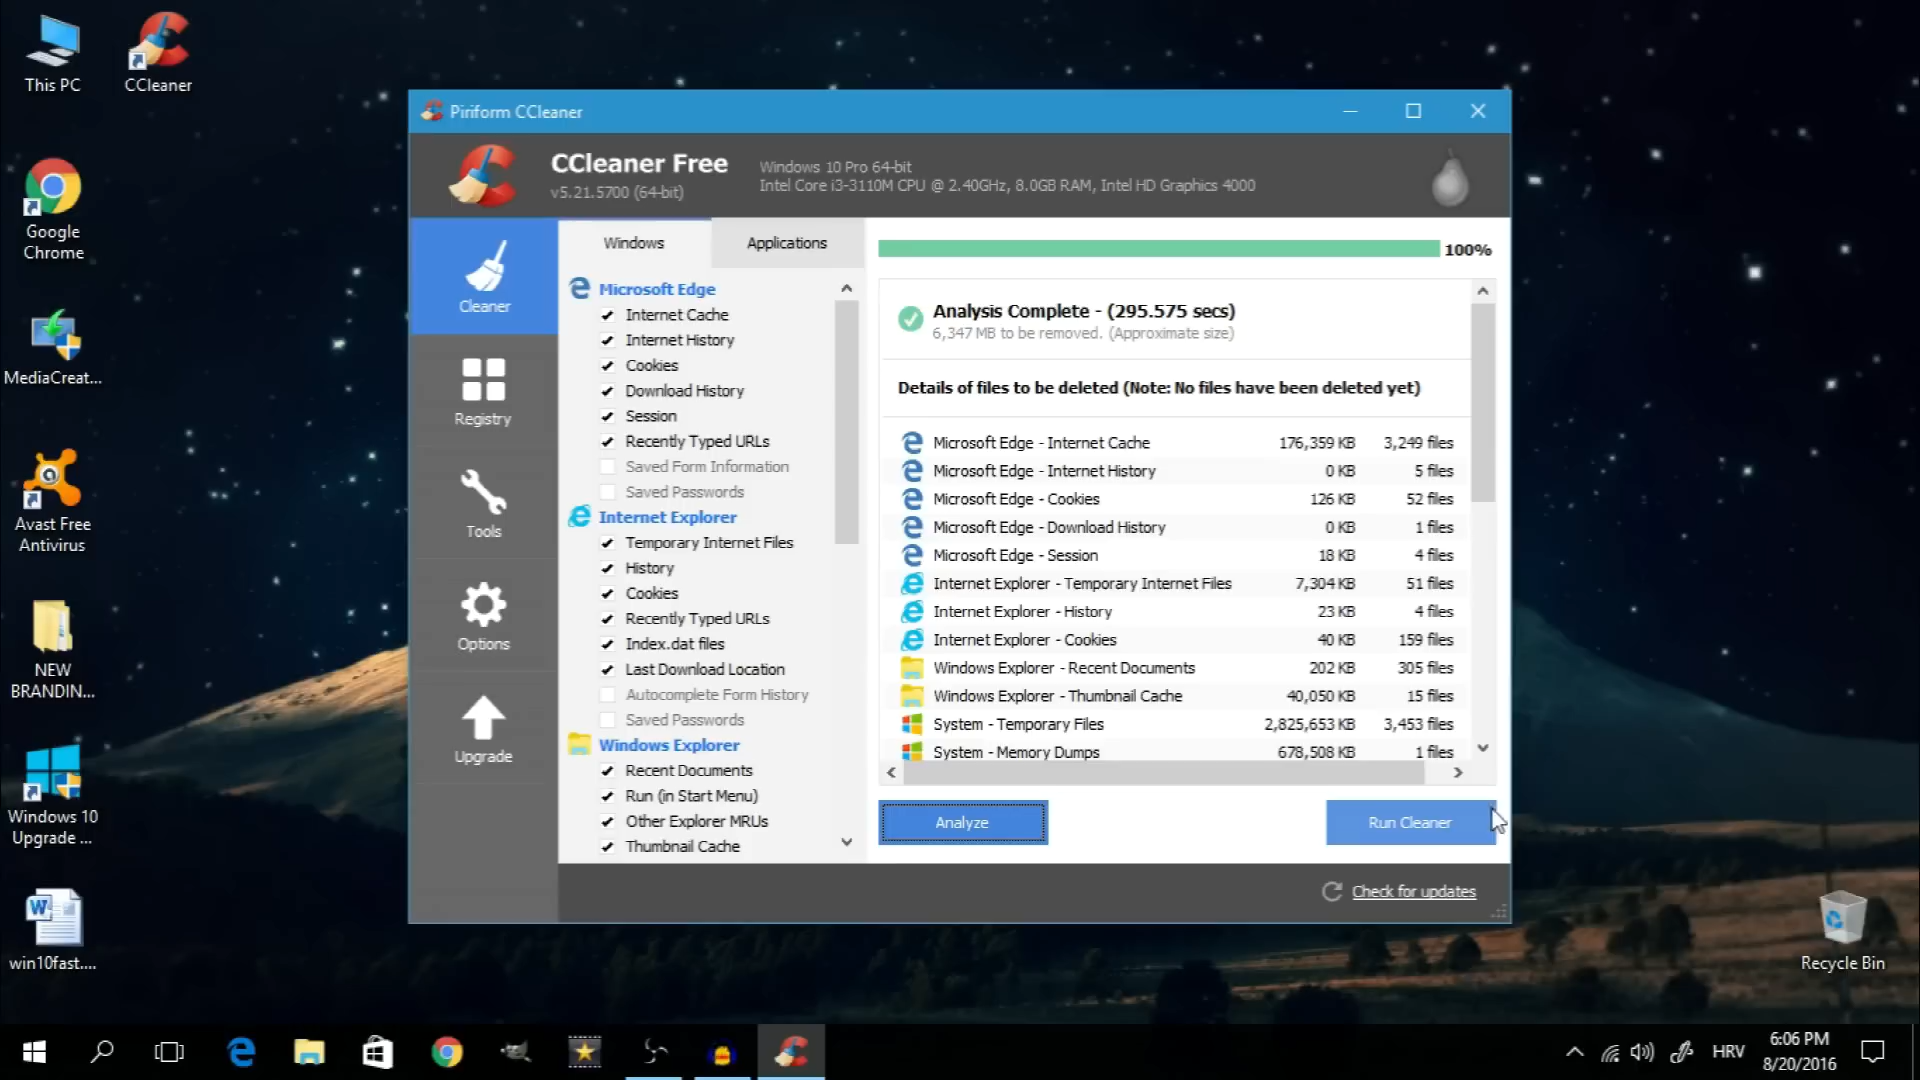 This PC
CCleaner
Google
Chrome
MediaCreat...
Avast Free
Antivirus
NEW
BRANDIN...
Windows 10
Upgrade ...
win10fast....
Recycle Bin
Piriform CCleaner
CCleaner Free
v5.21.5700 (64-bit)
Windows 10 Pro 64-bit
Intel Core i3-3110M CPU @ 2.40GHz, 8.0GB RAM, Intel HD Graphics 4000
Cleaner
Registry
Tools
Options
Upgrade
Windows
Applications
Microsoft Edge
Internet Cache
Internet History
Cookies
Download History
Session
Recently Typed URLs
Saved Form Information
Saved Passwords
Internet Explorer
Temporary Internet Files
History
Cookies
Recently Typed URLs
Index.dat files
Last Download Location
Autocomplete Form History
Saved Passwords
Windows Explorer
Recent Documents
Run (in Start Menu)
Other Explorer MRUs
Thumbnail Cache
100%
Analysis Complete - (295.575 secs)
6,347 MB to be removed. (Approximate size)
Details of files to be deleted (Note: No files have been deleted yet)
Microsoft Edge - Internet Cache 176,359 KB 3,249 files
Microsoft Edge - Internet History 0 KB 5 files
Microsoft Edge - Cookies 126 KB 52 files
Microsoft Edge - Download History 0 KB 1 files
Microsoft Edge - Session 18 KB 4 files
Internet Explorer - Temporary Internet Files 7,304 KB 51 files
Internet Explorer - History 23 KB 4 files
Internet Explorer - Cookies 40 KB 159 files
Windows Explorer - Recent Documents 202 KB 305 files
Windows Explorer - Thumbnail Cache 40,050 KB 15 files
System - Temporary Files 2,825,653 KB 3,453 files
System - Memory Dumps 678,508 KB 1 files
Analyze
Run Cleaner
Check for updates
HRV
6:06 PM
8/20/2016